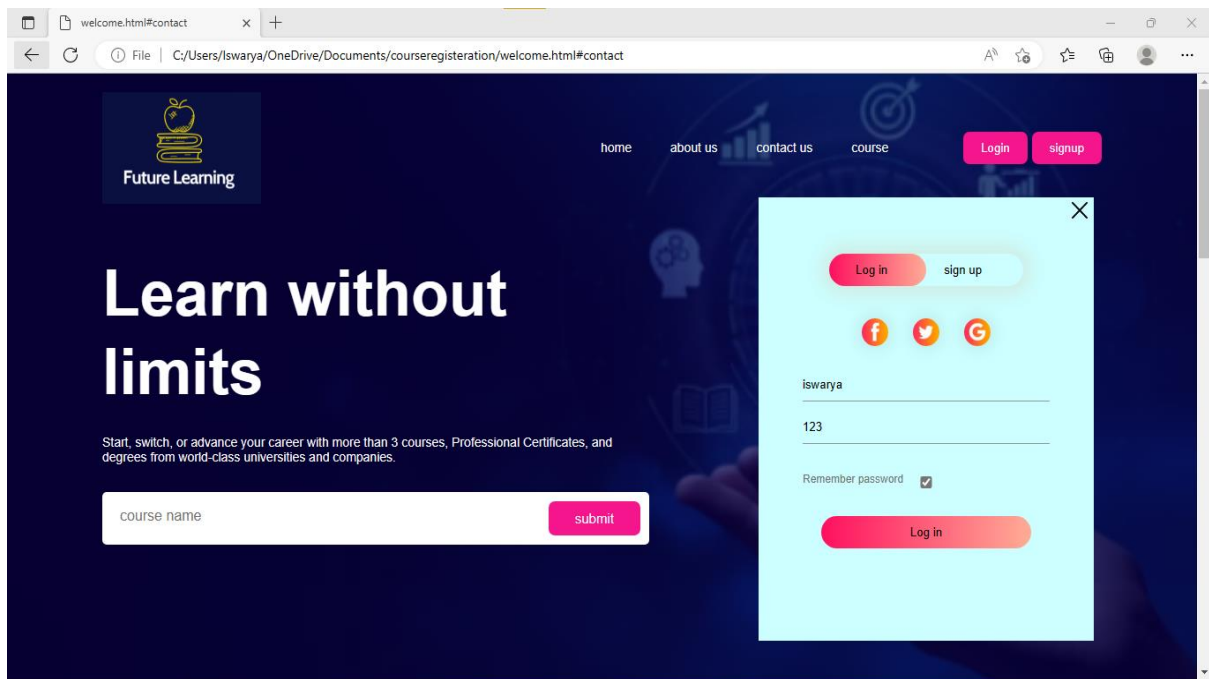 welcome.html#contact
File | C:/Users/Iswarya/OneDrive/Documents/courseregisteration/welcome.html#contact
Future Learning
home about us contact us course Login signup
Log in sign up
Learn without
limits
iswarya
123
Start, switch, or advance your career with more than 3 courses, Professional Certificates, and
degrees from world-class universities and companies.
Remember password
course name submit
Log in